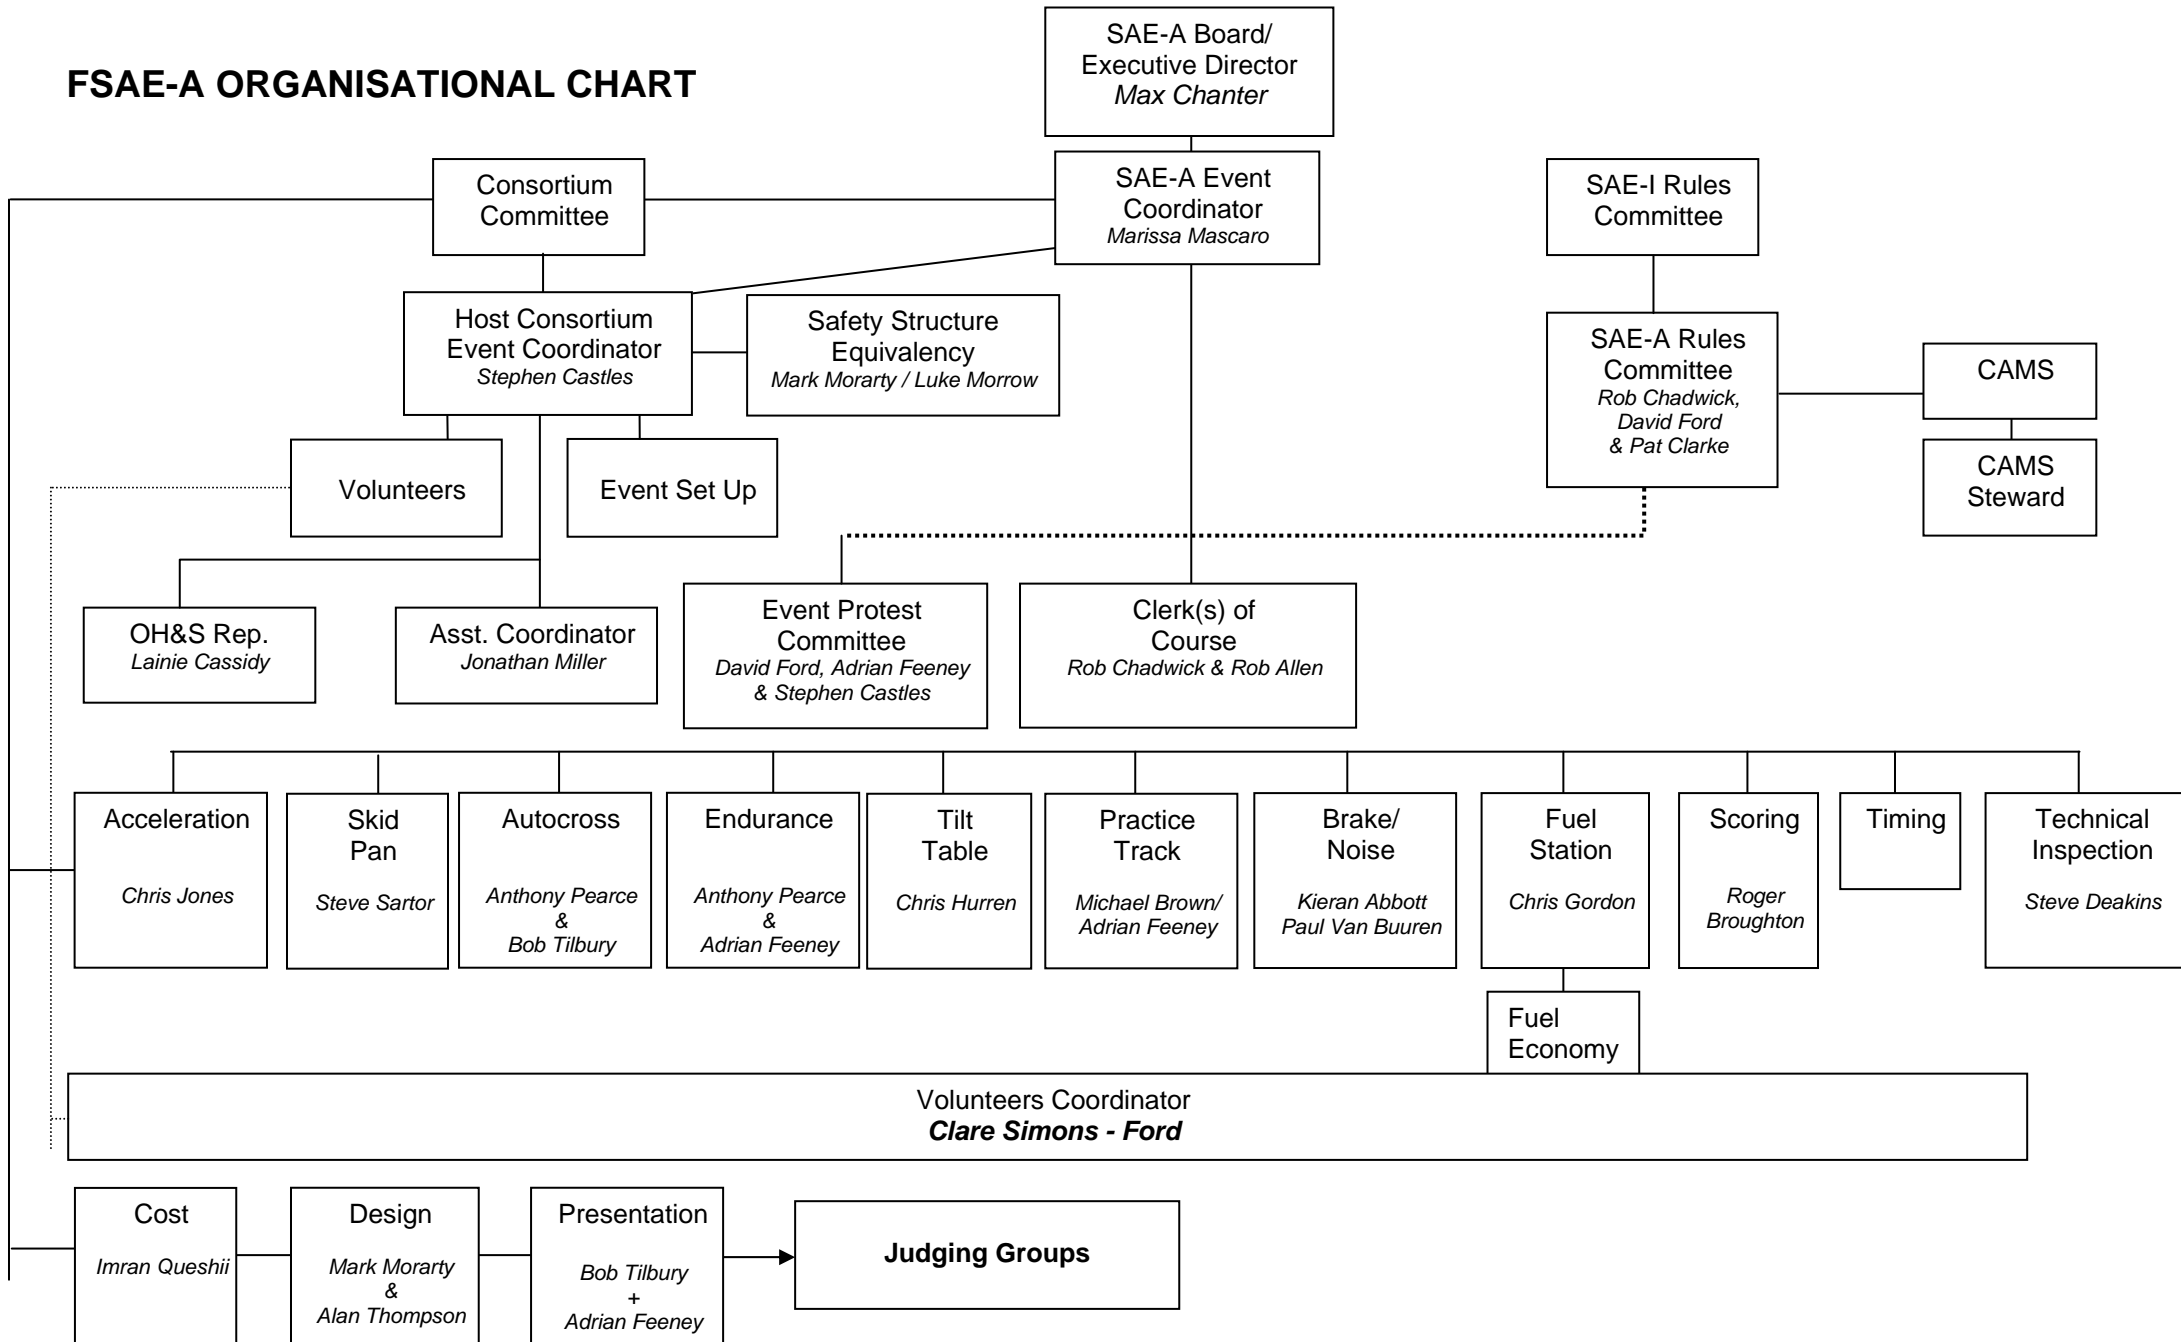 FSAE-A ORGANISATIONAL CHART
SAE-A Board/
Executive Director
Max Chanter
Consortium
Committee
SAE-A Event
Coordinator
Marissa Mascaro
SAE-I Rules
Committee
Host Consortium
Event Coordinator
Stephen Castles
Safety Structure
Equivalency
Mark Morarty / Luke Morrow
SAE-A Rules
Committee
Rob Chadwick,
David Ford
& Pat Clarke
CAMS
CAMS
Steward
Volunteers
Event Set Up
OH&S Rep.
Lainie Cassidy
Asst. Coordinator
Jonathan Miller
Event Protest
Committee
David Ford, Adrian Feeney
& Stephen Castles
Clerk(s) of
Course
Rob Chadwick & Rob Allen
Acceleration
Chris Jones
Skid
Pan
Steve Sartor
Autocross
Anthony Pearce
&
Bob Tilbury
Endurance
Anthony Pearce
&
Adrian Feeney
Tilt
Table
Chris Hurren
Practice
Track
Michael Brown/
Adrian Feeney
Brake/
Noise
Kieran Abbott
Paul Van Buuren
Fuel
Station
Chris Gordon
Scoring
Roger
Broughton
Timing
Technical
Inspection
Steve Deakins
Fuel
Economy
Volunteers Coordinator
Clare Simons - Ford
Cost
Imran Queshii
Design
Mark Morarty
&
Alan Thompson
Presentation
Bob Tilbury
+
Adrian Feeney
Judging Groups